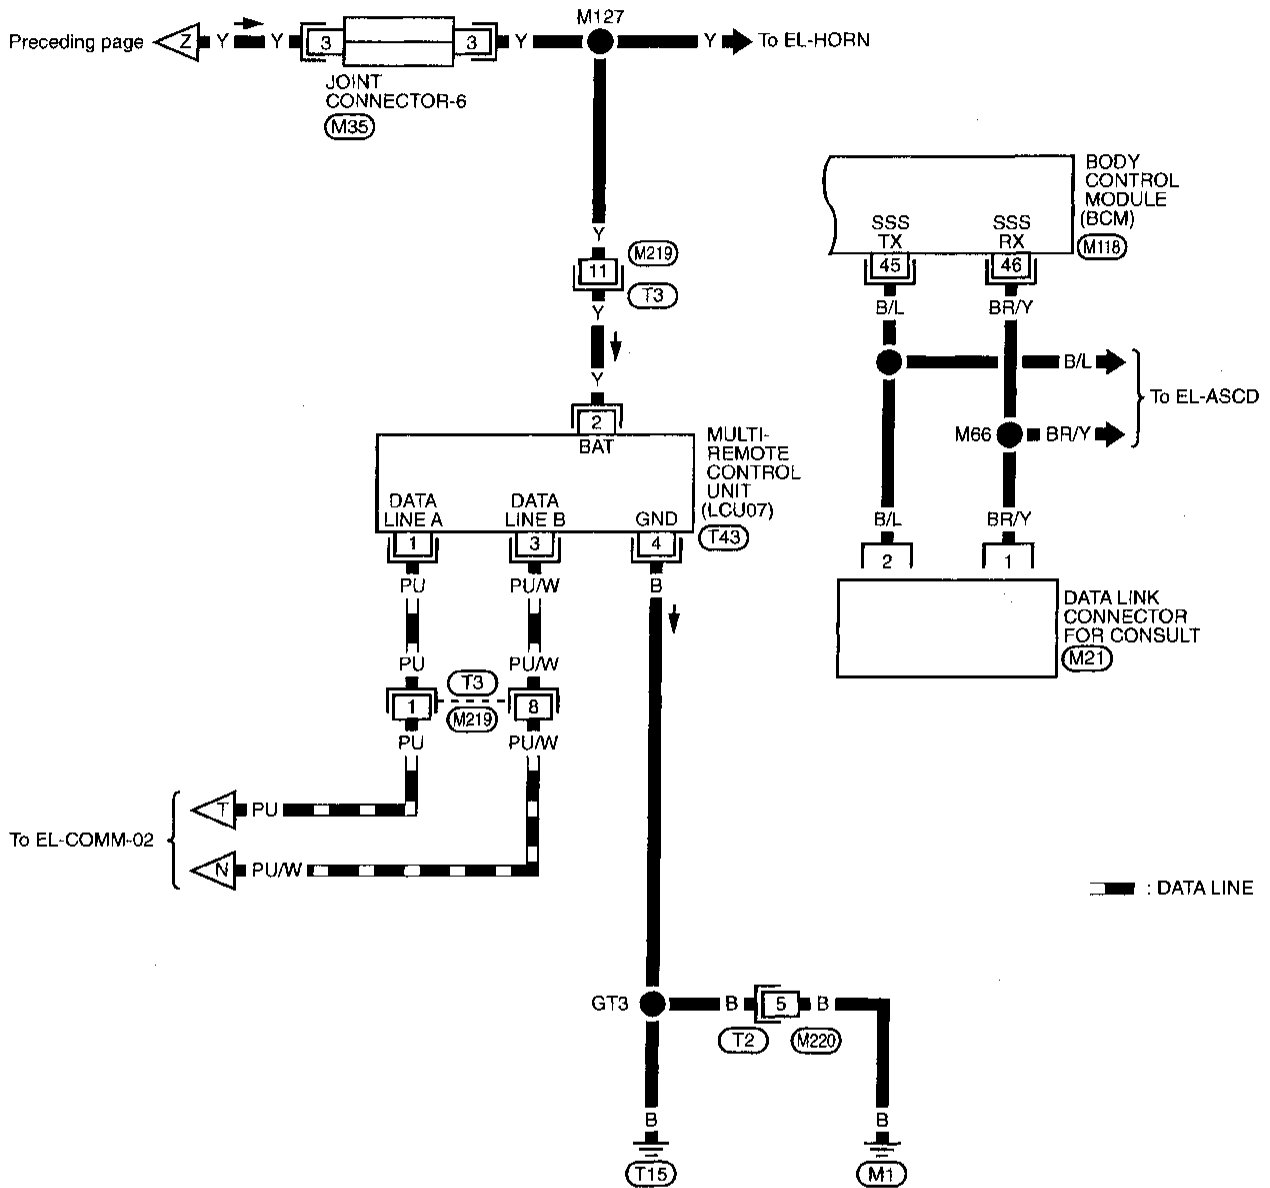 M127
Preceding page Z Y Y 3 3 Y Y To EL-HORN
JOINT
CONNECTOR-6
M35
Y
M219
11
T3
Y
Y
2
BAT
MULTI-
REMOTE
CONTROL
UNIT
(LCU07)
T43
DATA
LINE A
DATA
LINE B
GND
1 3 4
PU PU/W B
PU PU/W
T3
1 8
M219
PU PU/W
T PU
To EL-COMM-02
N PU/W
BODY
CONTROL
MODULE
(BCM)
M118
SSS
TX
SSS
RX
45 46
B/L BR/Y
B/L
To EL-ASCD
M66 BR/Y
B/L BR/Y
2 1
DATA LINK
CONNECTOR
FOR CONSULT
M21
: DATA LINE
GT3 B 5 B
T2 M220
B B
T15 M1